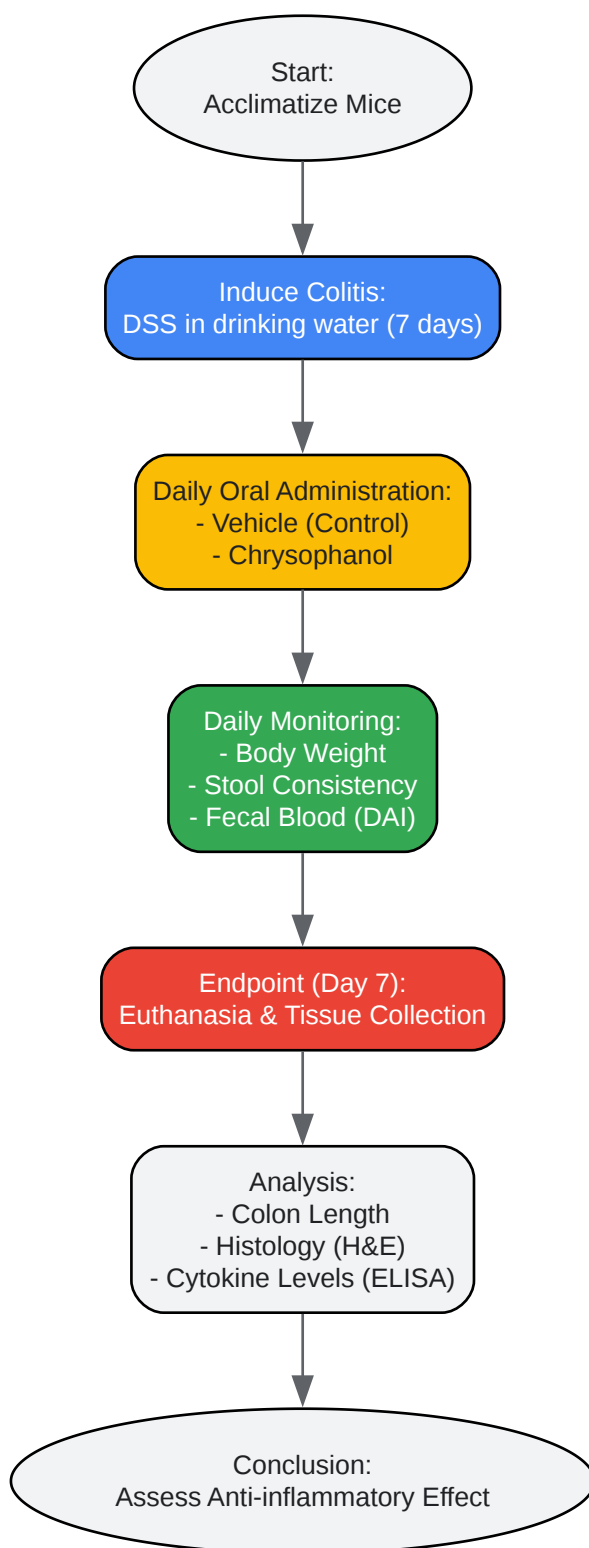 Start:
Acclimatize Mice
Induce Colitis:
DSS in drinking water (7 days)
Daily Oral Administration:
- Vehicle (Control)
- Chrysophanol
Daily Monitoring:
- Body Weight
- Stool Consistency
- Fecal Blood (DAI)
Endpoint (Day 7):
Euthanasia & Tissue Collection
Analysis:
- Colon Length
- Histology (H&E)
- Cytokine Levels (ELISA)
Conclusion:
Assess Anti-inflammatory Effect